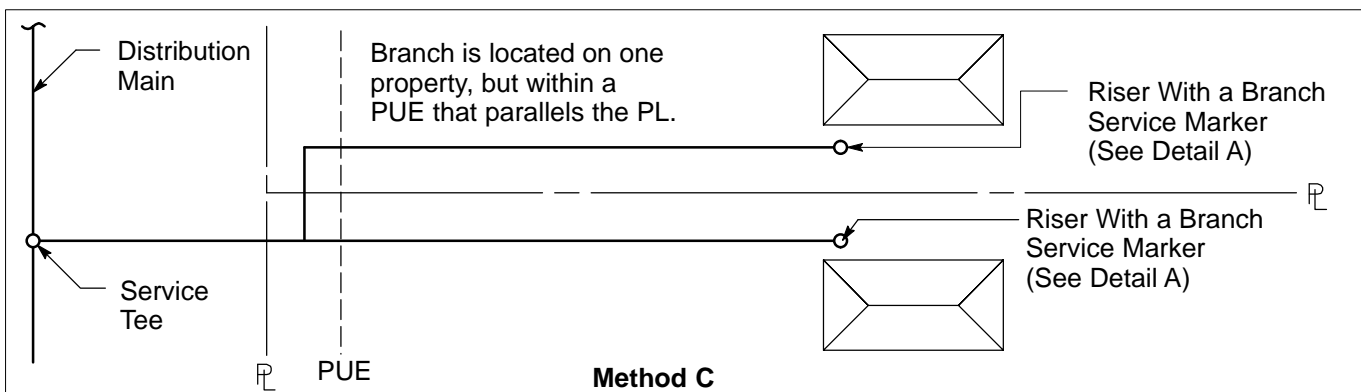 Distribution
Main
Branch is located on one
property, but within a
PUE that parallels the PL.
Riser With a Branch
Service Marker
(See Detail A)
PL
Riser With a Branch
Service Marker
(See Detail A)
Service
Tee
PL
PUE
Method C